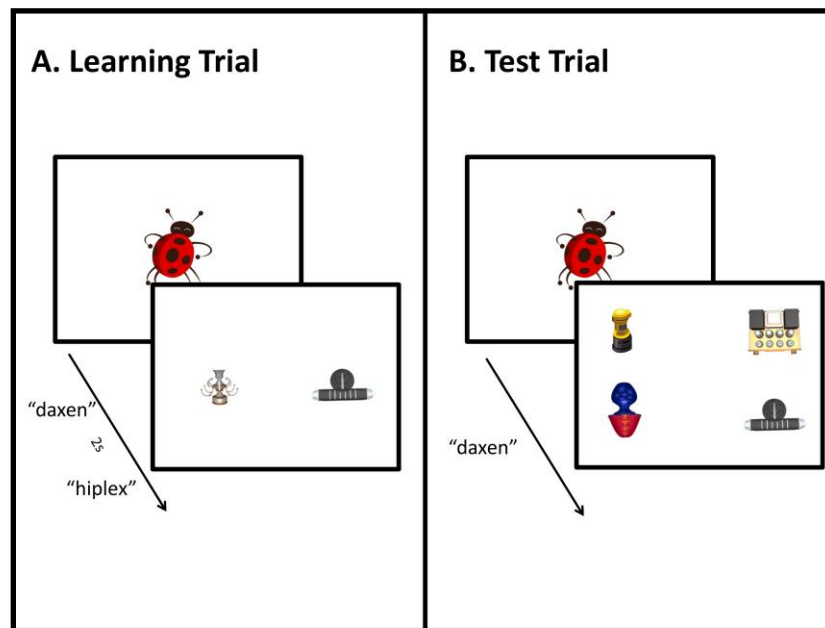 A. Learning Trial
“daxen”
2s
“hiplex”
B. Test Trial
“daxen”